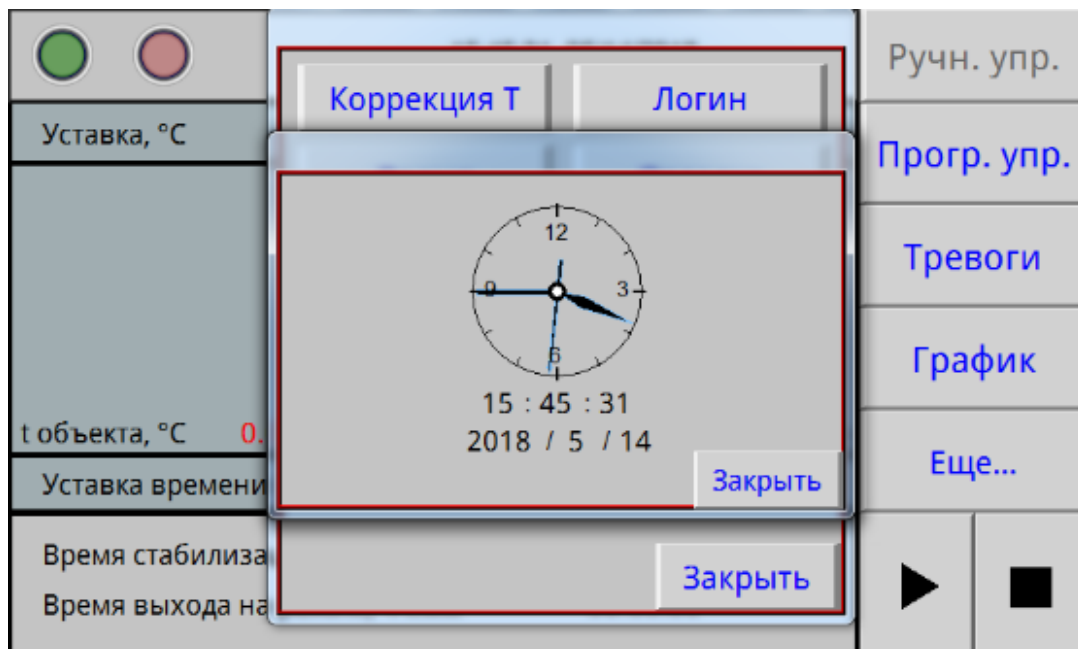 Ручн. упр.
Коррекция Т
Логин
Уставка, °C
Прогр. упр.
12
9
3
6
Тревоги
График
15 : 45 : 31
2018 / 5 / 14
t объекта, °C 0.
Закрыть
Еще...
Уставка времени
Время стабилиза
Закрыть
Время выхода на